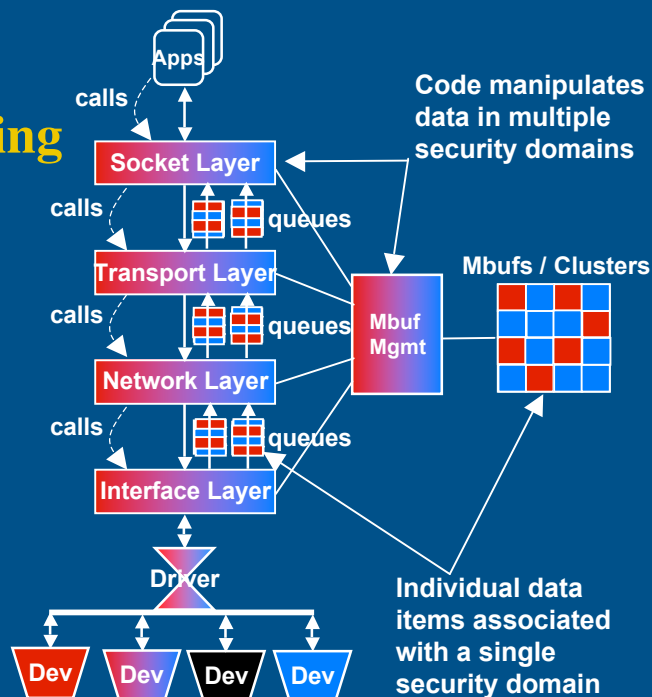 Apps
calls
Code manipulates
data in multiple
security domains
ing
Socket Layer
calls
queues
Transport Layer
Mbufs / Clusters
calls
queues
Mbuf
Mgmt
Network Layer
calls
queues
Interface Layer
Driver
Individual data
items associated
with a single
security domain
Dev
Dev
Dev
Dev